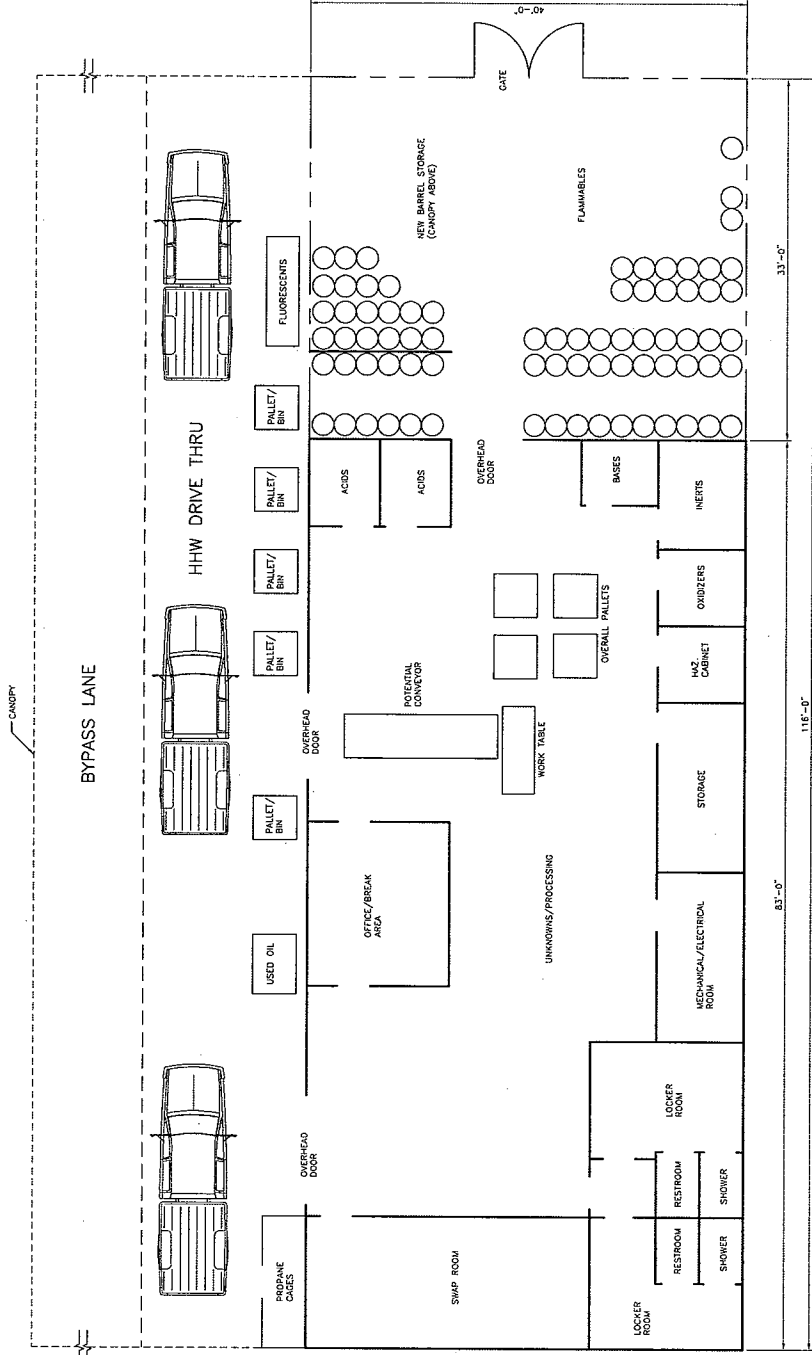 CANOPY
BYPASS LANE
HHW DRIVE THRU
40'-0"
GATE
NEW BARREL STORAGE
(CANOPY ABOVE)
FLAMMABLES
33'-0"
FLUORESCENTS
PALLET/
BIN
PALLET/
BIN
PALLET/
BIN
PALLET/
BIN
PALLET/
BIN
USED OIL
PROPANE
CAGES
ACIDS
ACIDS
OVERHEAD
DOOR
BASES
INERTS
OXIDIZERS
HAZ.
CABINET
STORAGE
MECHANICAL/ELECTRICAL
ROOM
OVERALL PALLETS
POTENTIAL
CONVEYOR
WORK TABLE
OVERHEAD
DOOR
OFFICE/BREAK
AREA
UNKNOWNS/PROCESSING
OVERHEAD
DOOR
SWAP ROOM
LOCKER
ROOM
RESTROOM
SHOWER
RESTROOM
SHOWER
LOCKER
ROOM
83'-0"
116'-0"